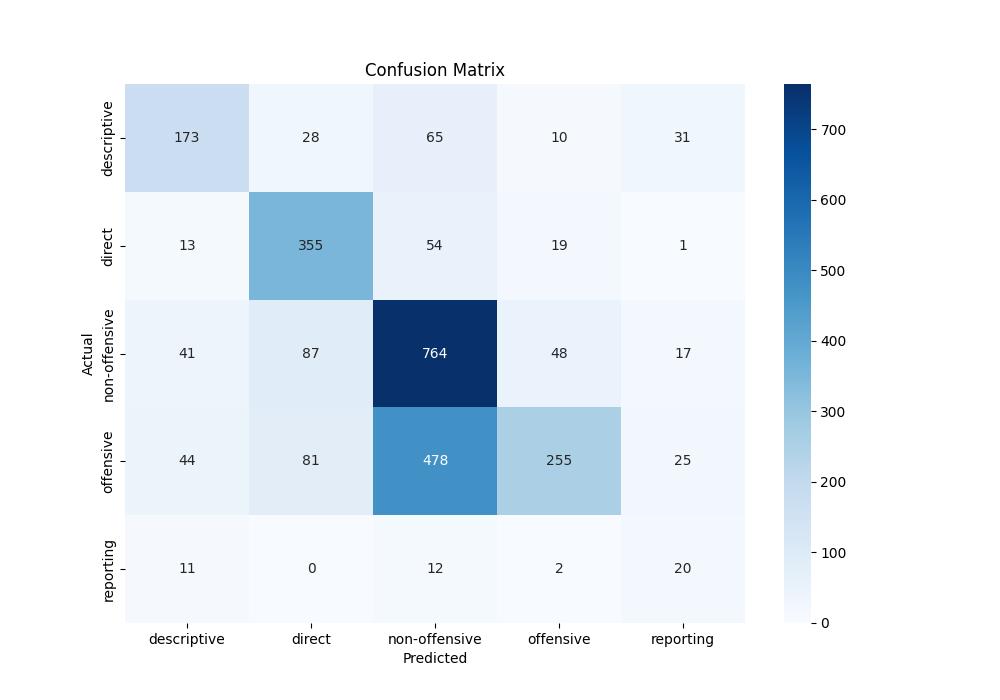 Confusion Matrix
Actual
descriptive 173 28 65 10 31
direct 13 355 54 19 1
non-offensive 41 87 764 48 17
offensive 44 81 478 255 25
reporting 11 0 12 2 20
descriptive direct non-offensive offensive reporting
Predicted
700
600
500
400
300
200
100
0